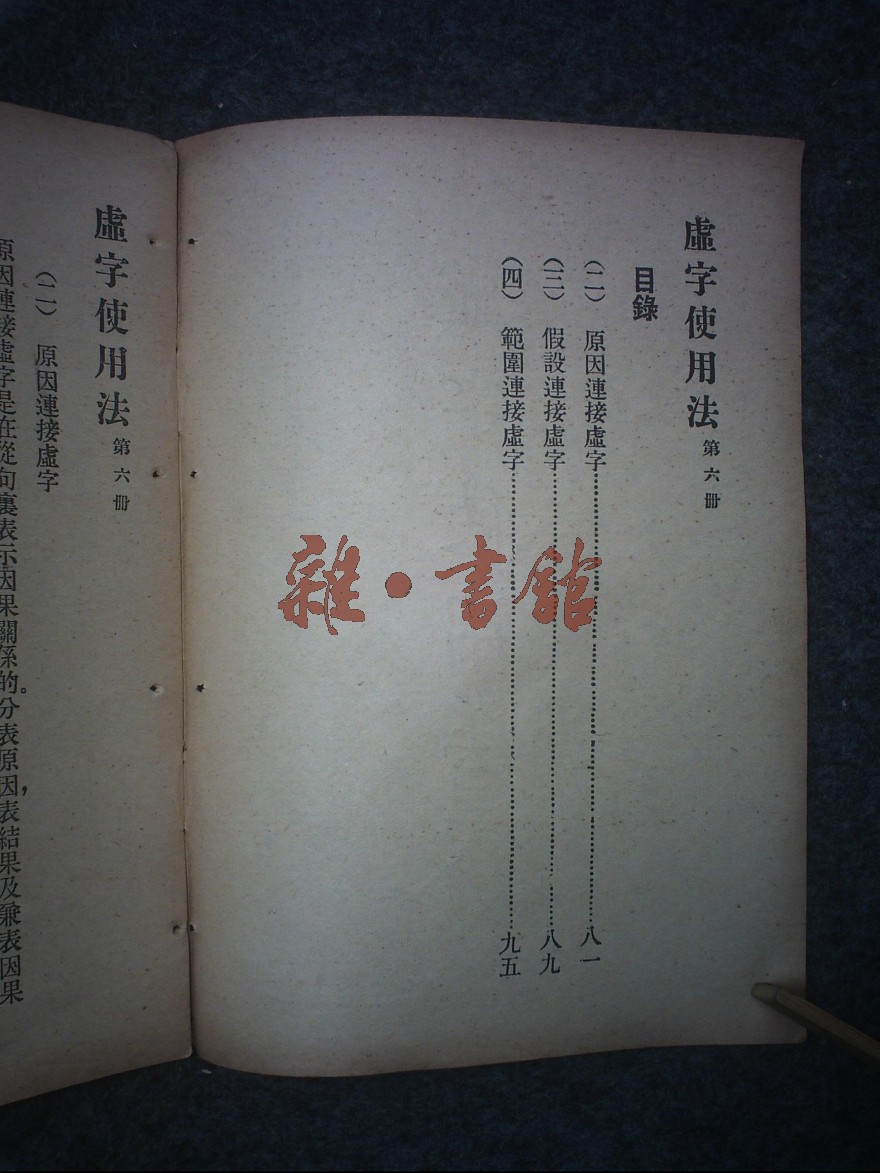 虛字使用法 第六冊
目錄
(二) 原因連接虛字……八一
(三) 假設連接虛字……八九
(四) 範圍連接虛字……九五
雜·書館
虛字使用法 第六冊
(二) 原因連接虛字
原因連接虛字是在從句裏表示因果關係的。分表原因，表結果及兼表因果